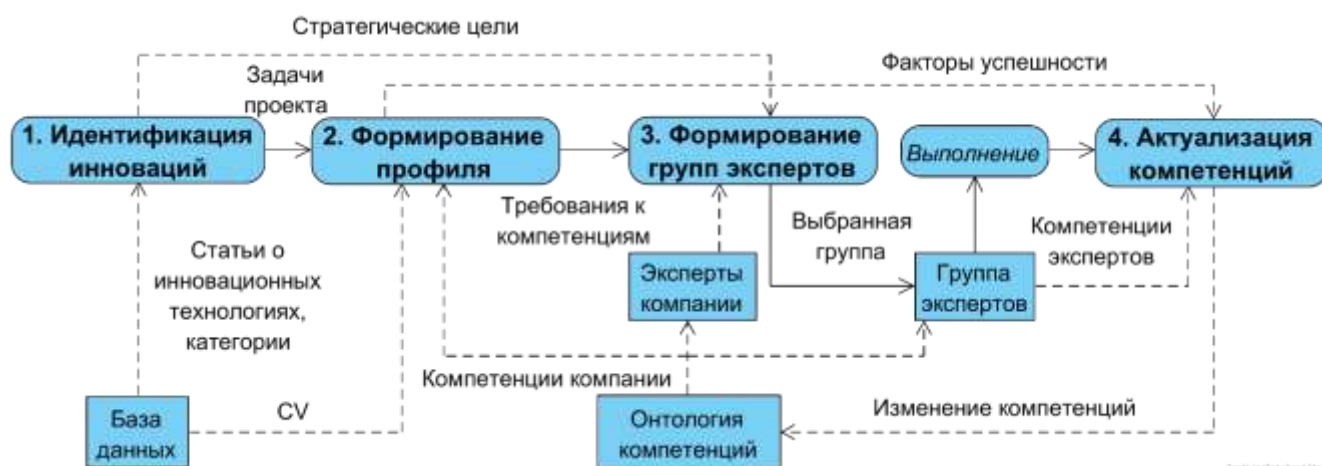 Стратегические цели
Задачи
проекта
Факторы успешности
1. Идентификация
инноваций
2. Формирование
профиля
3. Формирование
групп экспертов
Выполнение
4. Актуализация
компетенций
Статьи о
инновационных
технологиях,
категории
Требования к
компетенциям
Эксперты
компании
Выбранная
группа
Группа
экспертов
Компетенции
экспертов
Компетенции компании
База
данных
CV
Онтология
компетенций
Изменение компетенций